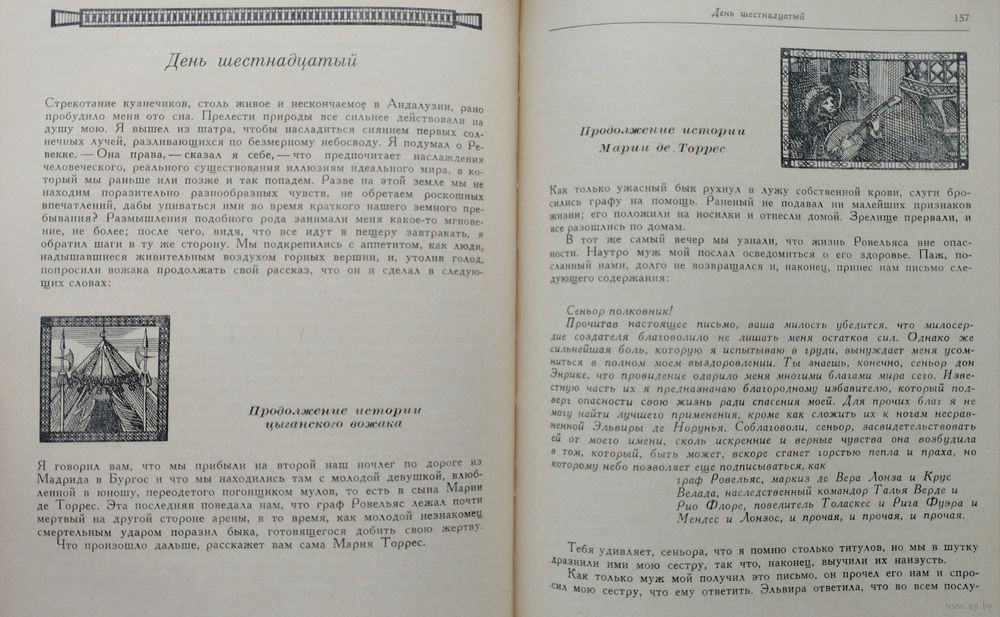 День шестнадцатый
Стрекотание кузнечиков, столь живое и нескончаемое в Андалузии, рано
пробудило меня ото сна. Прелести природы все сильнее действовали на
душу мою. Я вышел из шатра, чтобы насладиться сиянием первых сол-
нечных лучей, разливающихся по безмерному небосводу. Я подумал о Ре-
векке. — Она права, — сказал я себе, — что предпочитает наслаждения
человеческого, реального существования иллюзиям идеального мира, в ко-
торый мы раньше или позже и так попадем. Разве на этой земле мы не
находим поразительно разнообразных чувств, не обретаем роскошных
впечатлений, дабы упиваться ими во время краткого нашего земного пре-
бывания? Размышления подобного рода занимали меня какое-то мгнове-
ние, не более; после чего, видя, что все идут в пещеру завтракать, я
обратил шаги в ту же сторону. Мы подкрепились с аппетитом, как люди,
надышавшиеся живительным воздухом горных вершин, и, утолив голод,
попросили вожака продолжать свой рассказ, что он и сделал в следую-
щих словах:
Продолжение истории
цыганского вожака
Я говорил вам, что мы прибыли на второй наш ночлег по дороге из
Мадрида в Бургос и что мы находились там с молодой девушкой, влюб-
ленной в юношу, переодетого погонщиком мулов, то есть в сына Марии
де Торрес. Эта последняя поведала нам, что граф Ровельяс лежал почти
мертвый на другой стороне арены, в то время, как молодой незнакомец
смертельным ударом поразил быка, готовящегося добить свою жертву.
Что произошло дальше, расскажет вам сама Мария Торрес.
День шестнадцатый
157
Продолжение истории
Марии де Торрес
Как только ужасный бык рухнул в лужу собственной крови, слуги бро-
сились графу на помощь. Раненый не подавал ни малейших признаков
жизни; его положили на носилки и отнесли домой. Зрелище прервали, и
все разошлись по домам.
В тот же самый вечер мы узнали, что жизнь Ровельяса вне опас-
ности. Наутро муж мой послал осведомиться о его здоровье. Паж, по-
сланный нами, долго не возвращался и, наконец, принес нам письмо сле-
дующего содержания:
Сеньор полковник!
Прочитав настоящее письмо, ваша милость убедится, что милосер-
дие создателя благоволило не лишать меня остатков сил. Однако же
сильнейшая боль, которую я испытываю в груди, вынуждает меня усом-
ниться в полном моем выздоровлении. Ты знаешь, конечно, сеньор дон
Энрике, что провидение одарило меня многими благами мира сего. Извест-
ную часть их я предназначаю благородному избавителю, который под-
верг опасности свою жизнь ради спасения моей. Для прочих благ я не
могу найти лучшего применения, кроме как сложить их к ногам несрав-
ненной Эльвиры де Норунья. Соблаговоли, сеньор, засвидетельствовать
ей от моего имени, сколь искренние и верные чувства она возбудила
в том, который, быть может, вскоре станет горстью пепла и праха, но
которому небо позволяет еще подписываться, как
граф Ровельяс, маркиз де Вера Лонза и Крус
Велада, наследственный командор Талья Верде и
Рио Флоре, повелитель Толаскес и Рига Фуэра и
Мендес и Лонзос, и прочая, и прочая, и прочая.
Тебя удивляет, сеньора, что я помню столько титулов, но мы в шутку
дразнили ими мою сестру, так что, наконец, выучили их наизусть.
Как только муж мой получил это письмо, он прочел его нам и спро-
сил мою сестру, что ему ответить. Эльвира ответила, что во всем послу-
www.ay.by